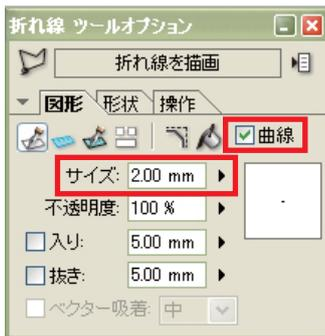 折れ線 ツールオプション
折れ線を描画
図形 形状 操作
曲線
サイズ: 2.00 mm
不透明度: 100 %
入り: 5.00 mm
抜き: 5.00 mm
ベクター吸着: 中